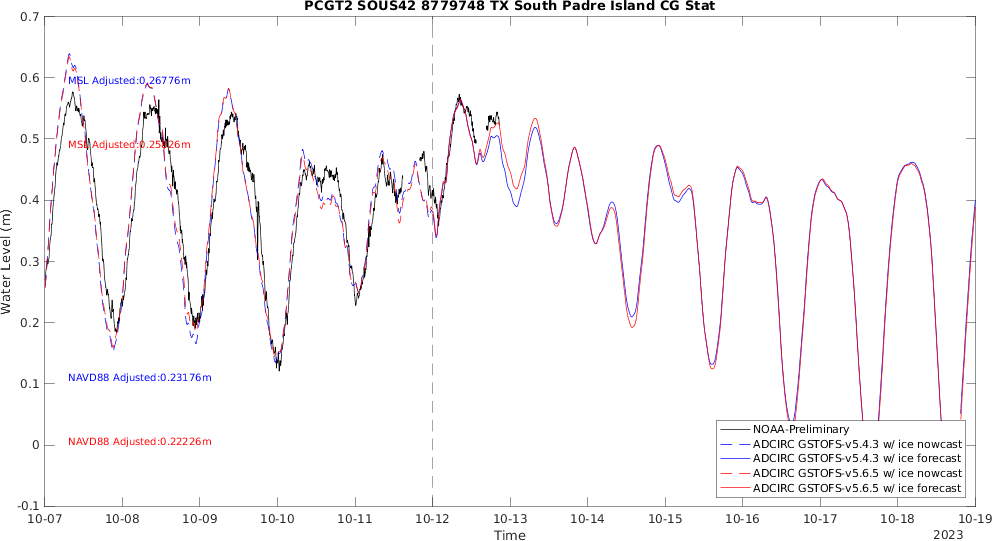 PCGT2 SOUS42 8779748 TX South Padre Island CG Stat
0.7
0.6
0.5
0.4
0.3
0.2
0.1
0
-0.1
Water Level (m)
MSL Adjusted:0.26776m
MSL
NAVD88 Adjusted:0.23176m
NAVD88 Adjusted:0.22226m
NOAA-Preliminary
ADCIRC GSTOFS-v5.4.3 w/ ice nowcast
ADCIRC GSTOFS-v5.4.3 w/ ice forecast
ADCIRC GSTOFS-v5.6.5 w/ ice nowcast
ADCIRC GSTOFS-v5.6.5 w/ ice forecast
10-07 10-08 10-09 10-10 10-11 10-12 10-13 10-14 10-15 10-16 10-17 10-18 10-19
Time
2023